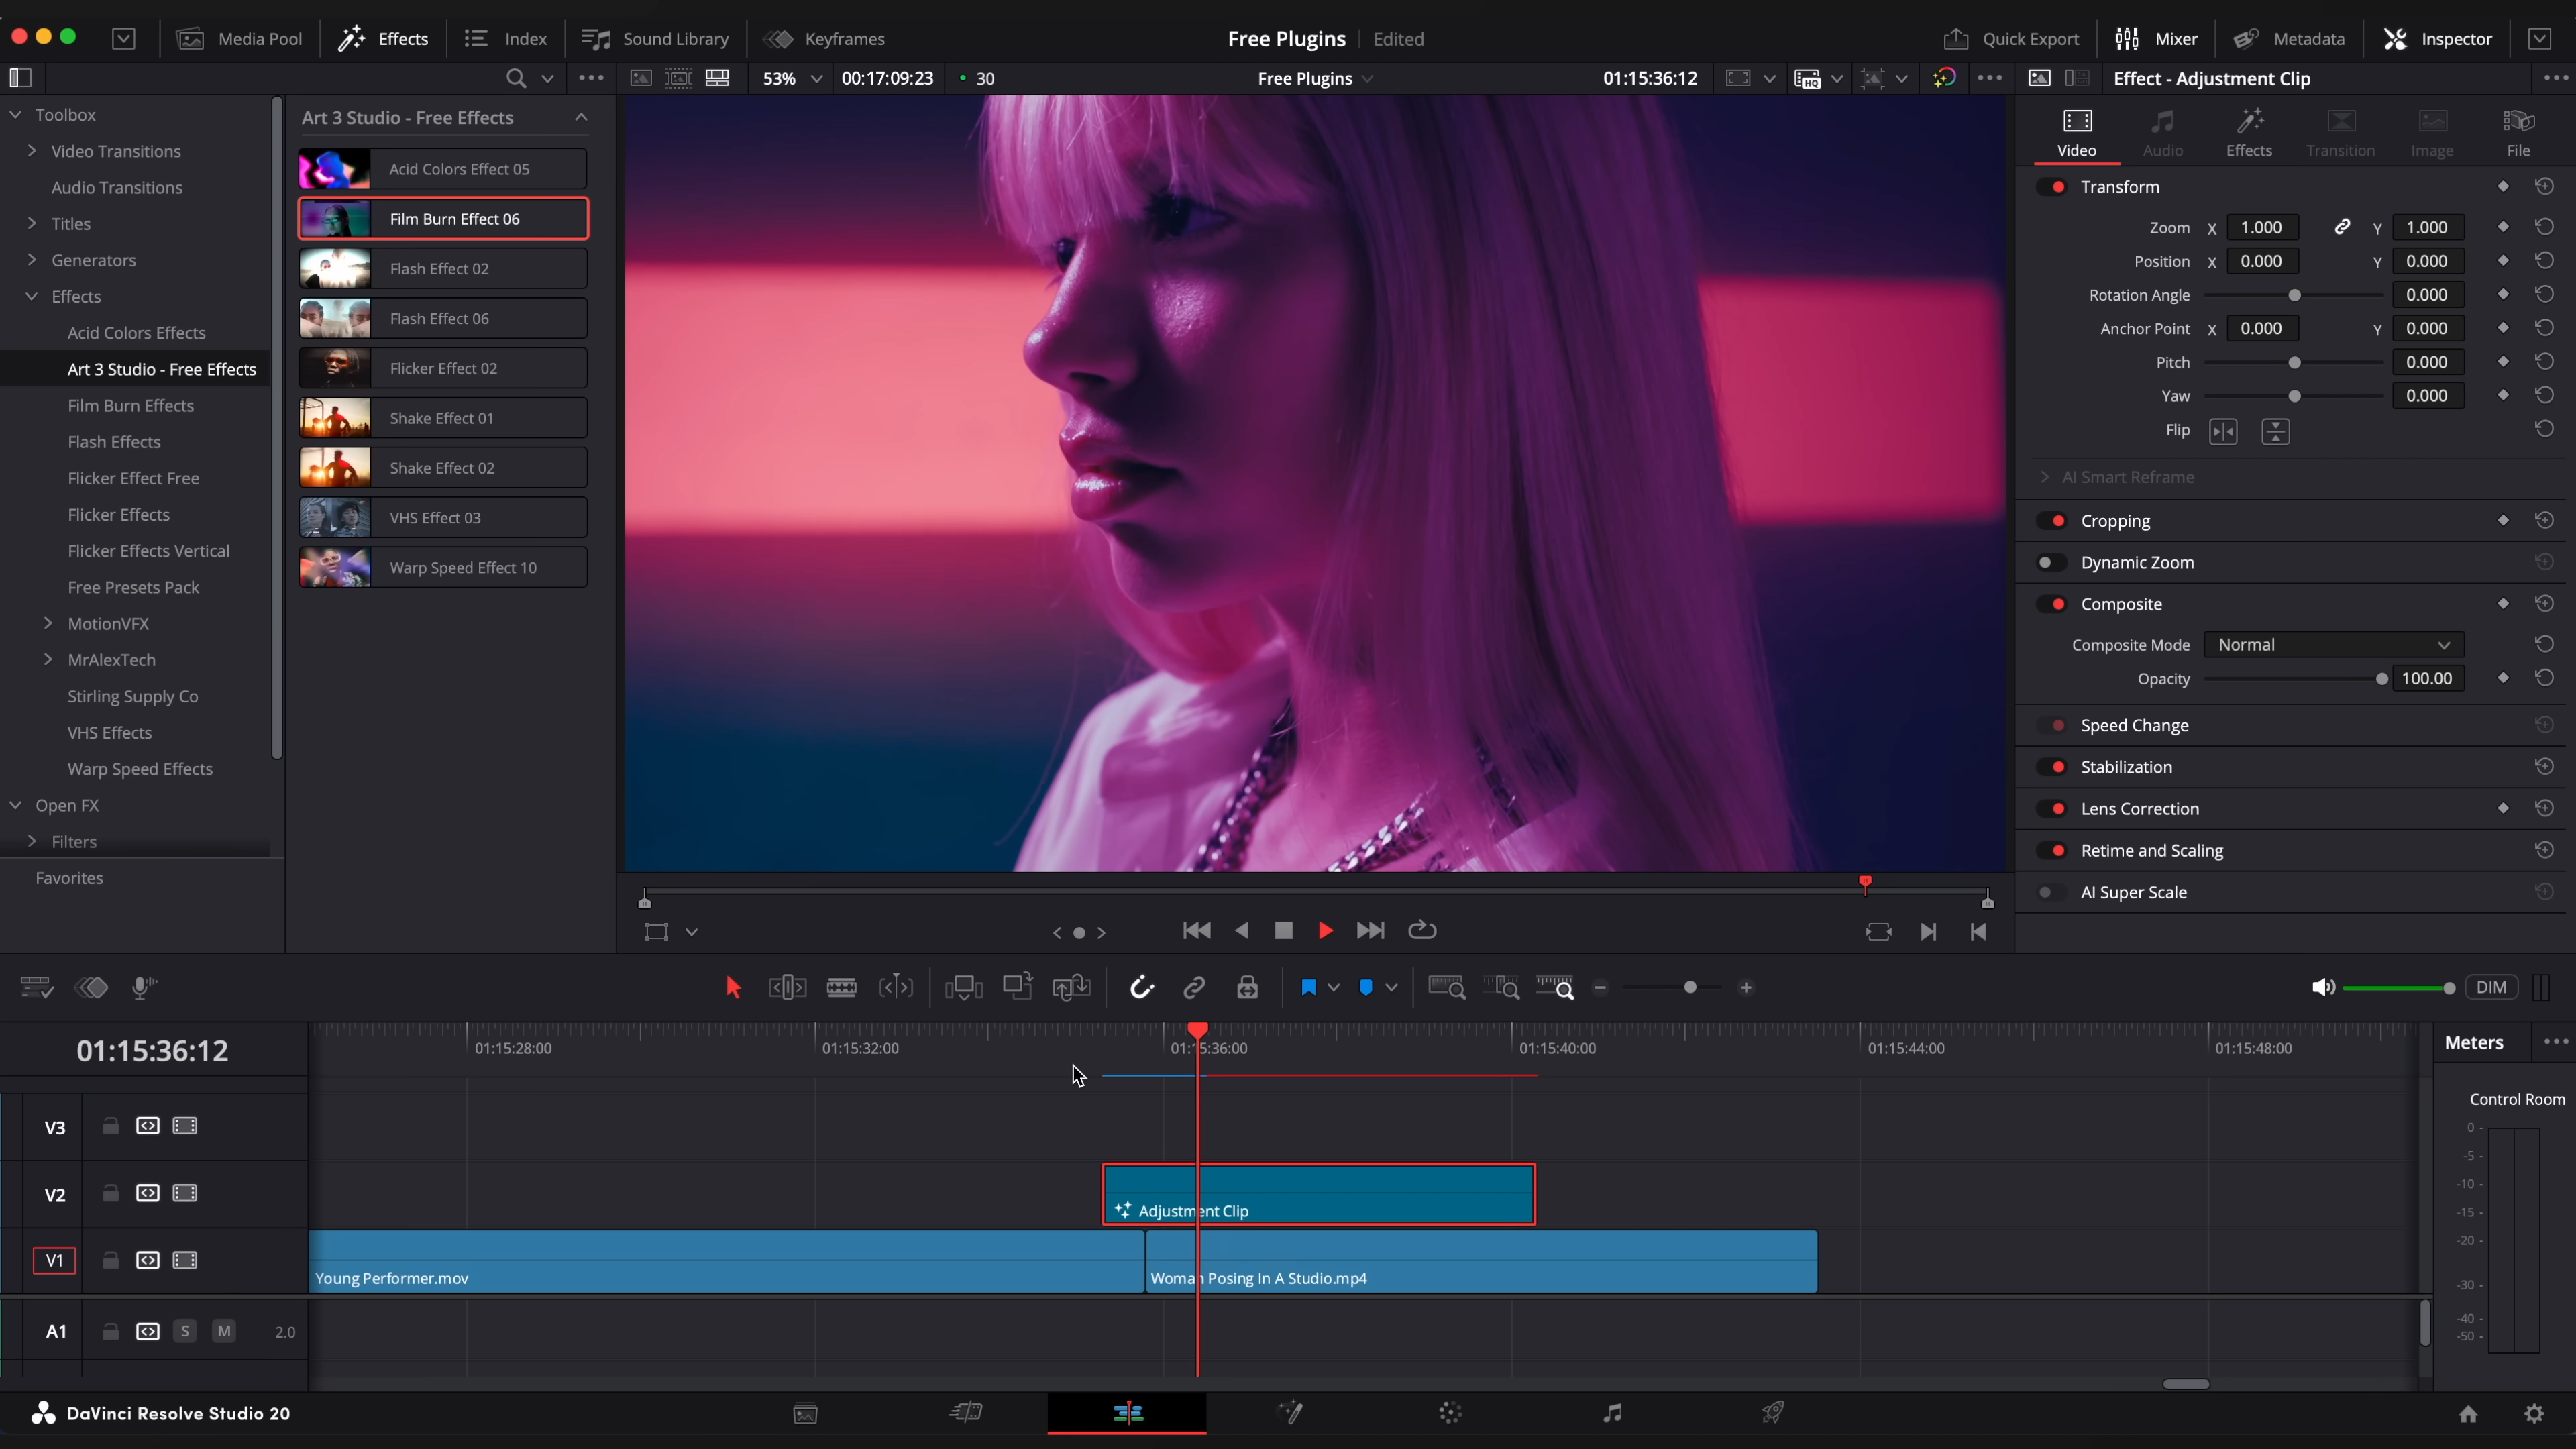 Media Pool
Effects
Index
Sound Library
Keyframes
Free Plugins
Edited
Quick Export
Mixer
Metadata
Inspector
53%
00:17:09:23
30
Free Plugins
01:15:36:12
HQ
Effect - Adjustment Clip
Toolbox
Video Transitions
Audio Transitions
Titles
Generators
Effects
Acid Colors Effects
Art 3 Studio - Free Effects
Film Burn Effects
Flash Effects
Flicker Effect Free
Flicker Effects
Flicker Effects Vertical
Free Presets Pack
MotionVFX
MrAlexTech
Stirling Supply Co
VHS Effects
Warp Speed Effects
Open FX
Filters
Favorites
Art 3 Studio - Free Effects
Acid Colors Effect 05
Film Burn Effect 06
Flash Effect 02
Flash Effect 06
Flicker Effect 02
Shake Effect 01
Shake Effect 02
VHS Effect 03
Warp Speed Effect 10
Video
Audio
Effects
Transition
Image
File
Transform
Zoom X 1.000 Y 1.000
Position X 0.000 Y 0.000
Rotation Angle 0.000
Anchor Point X 0.000 Y 0.000
Pitch 0.000
Yaw 0.000
Flip
AI Smart Reframe
Cropping
Dynamic Zoom
Composite
Composite Mode Normal
Opacity 100.00
Speed Change
Stabilization
Lens Correction
Retime and Scaling
AI Super Scale
DIM
01:15:36:12
01:15:28:00
01:15:32:00
01:15:36:00
01:15:40:00
01:15:44:00
01:15:48:00
Meters
Control Room
0 -
-5 -
-10 -
-15 -
-20 -
-30 -
-40 -
-50 -
V3
V2
Adjustment Clip
V1
Young Performer.mov
Woman Posing In A Studio.mp4
A1
S
M
2.0
DaVinci Resolve Studio 20